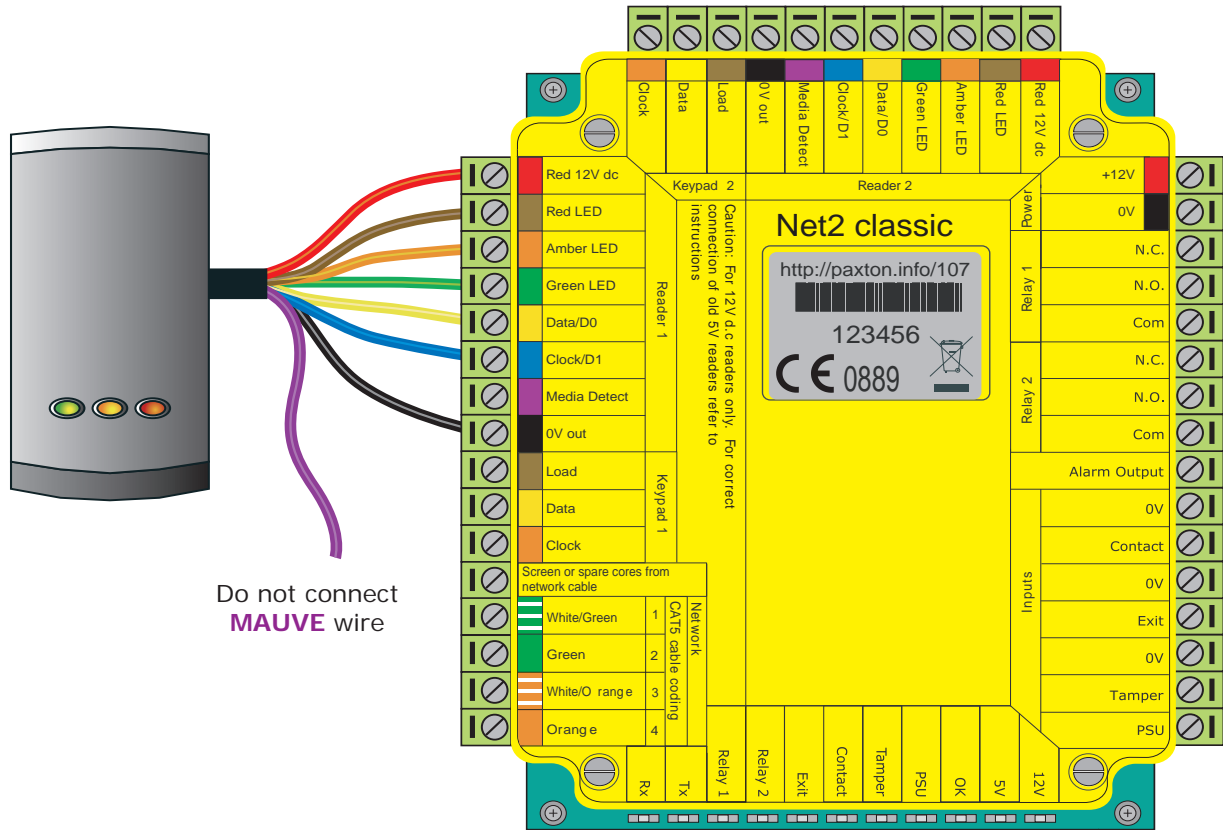 Clock
Data
Load
0V out
Media Detect
Clock/D1
Data/D0
Green LED
Amber LED
Red LED
Red 12V dc
Keypad 2
Reader 2
Red 12V dc
Red LED
Amber LED
Green LED
Data/D0
Clock/D1
Media Detect
0V out
Reader 1
Load
Data
Clock
Keypad 1
Caution: For 12V d.c readers only. For correct
connection of old 5V readers refer to
instructions
Net2 classic
http://paxton.info/107
123456
CE 0889
Power
+12V
0V
Relay 1
N.C.
N.O.
Com
Relay 2
N.C.
N.O.
Com
Alarm Output
Inputs
0V
Contact
0V
Exit
0V
Tamper
PSU
Do not connect
MAUVE wire
Screen or spare cores from
network cable
White/Green 1
Green 2
White/O range 3
Orange 4
CAT5 cable coding
Network
Rx
Tx
Relay 1
Relay 2
Exit
Contact
Tamper
PSU
OK
5V
12V